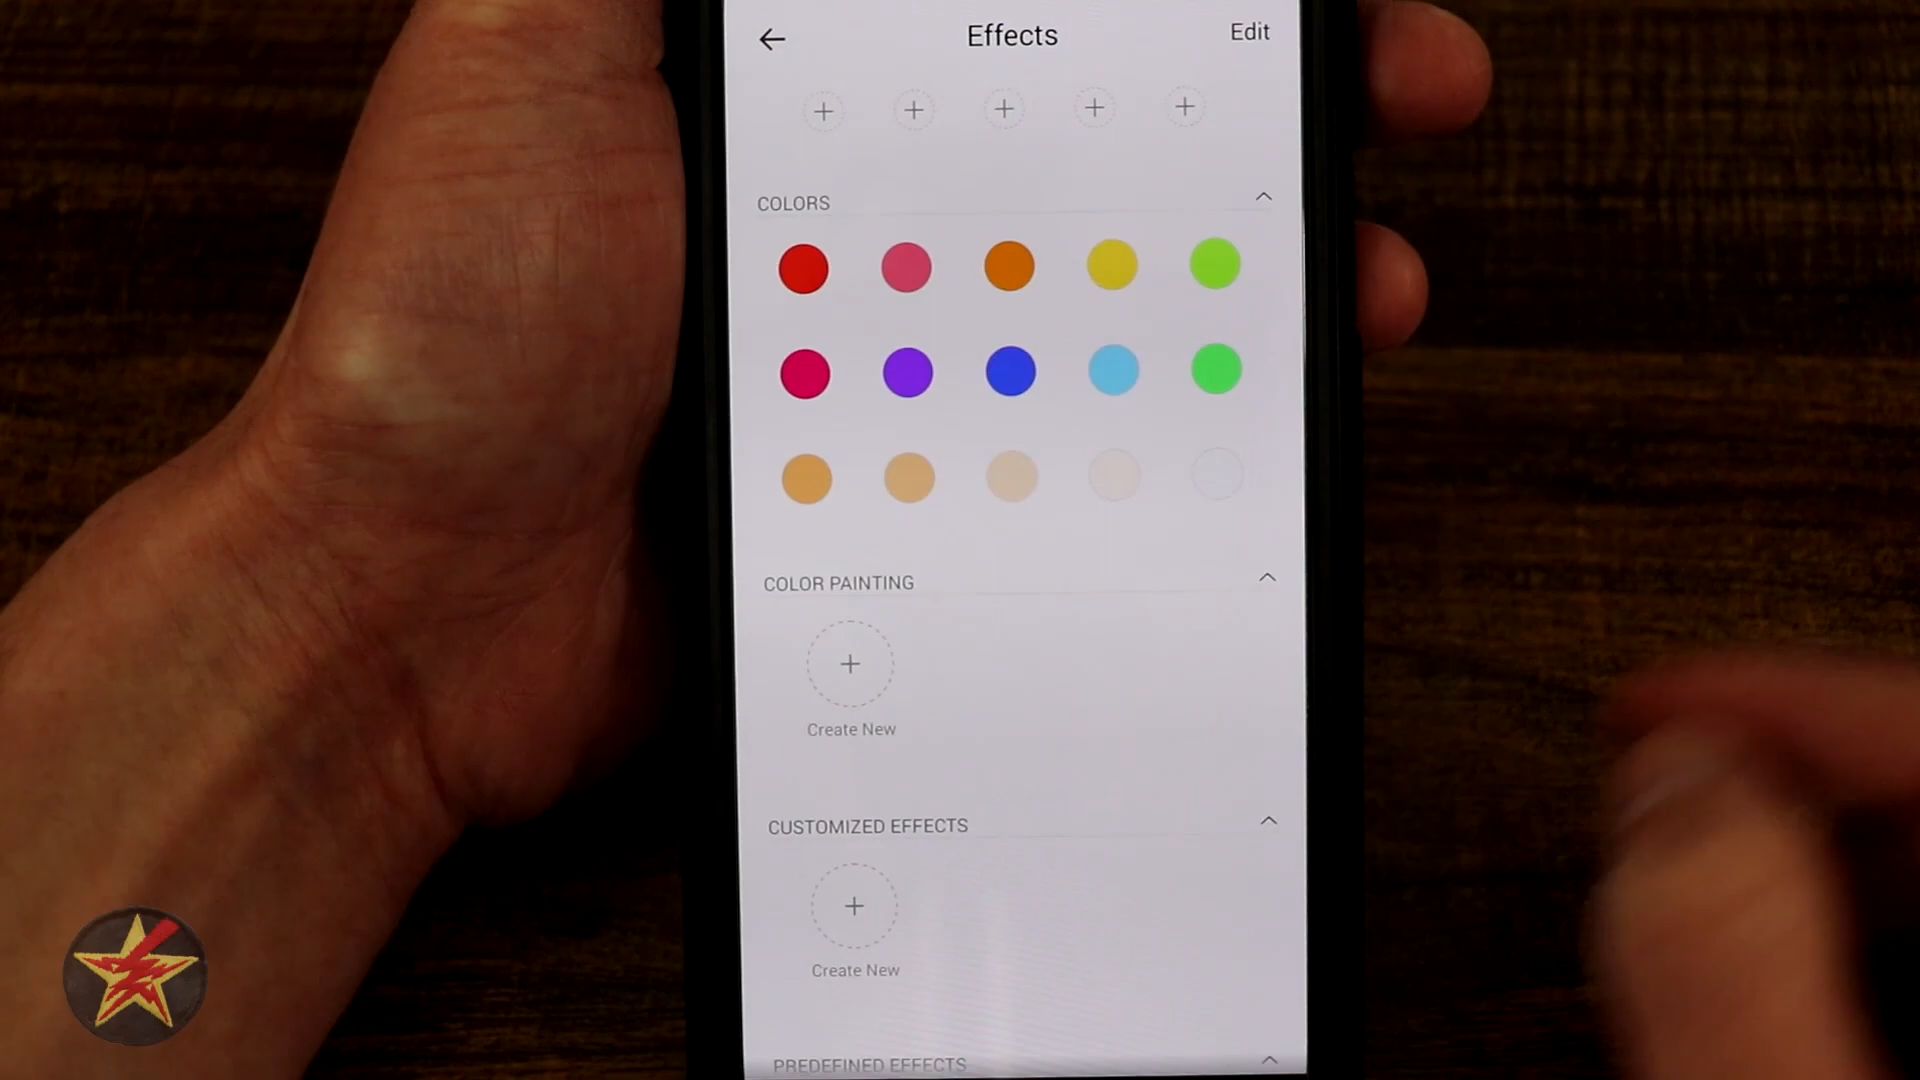 Effects
Edit
COLORS
COLOR PAINTING
Create New
CUSTOMIZED EFFECTS
Create New
PREDEFINED EFFECTS